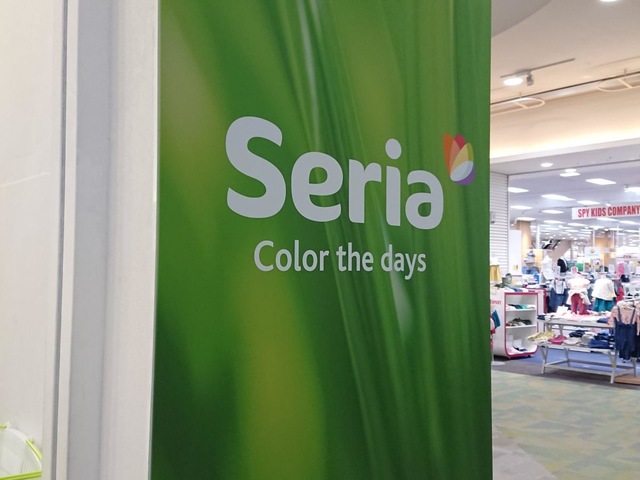 Seria
Color the days
SPY KIDS COMPANY